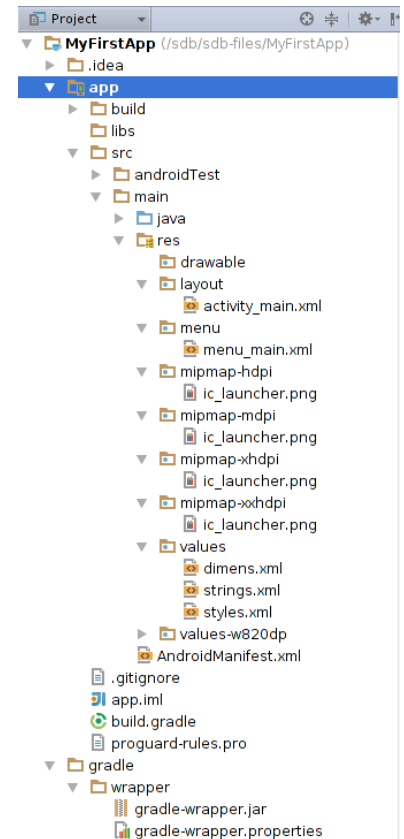 Project
MyFirstApp (/sdb/sdb-files/MyFirstApp)
.idea
app
build
libs
src
androidTest
main
java
res
drawable
layout
activity_main.xml
menu
menu_main.xml
mipmap-hdpi
ic_launcher.png
mipmap-mdpi
ic_launcher.png
mipmap-xhdpi
ic_launcher.png
mipmap-xxhdpi
ic_launcher.png
values
dimens.xml
strings.xml
styles.xml
values-w820dp
AndroidManifest.xml
.gitignore
app.iml
build.gradle
proguard-rules.pro
gradle
wrapper
gradle-wrapper.jar
gradle-wrapper.properties